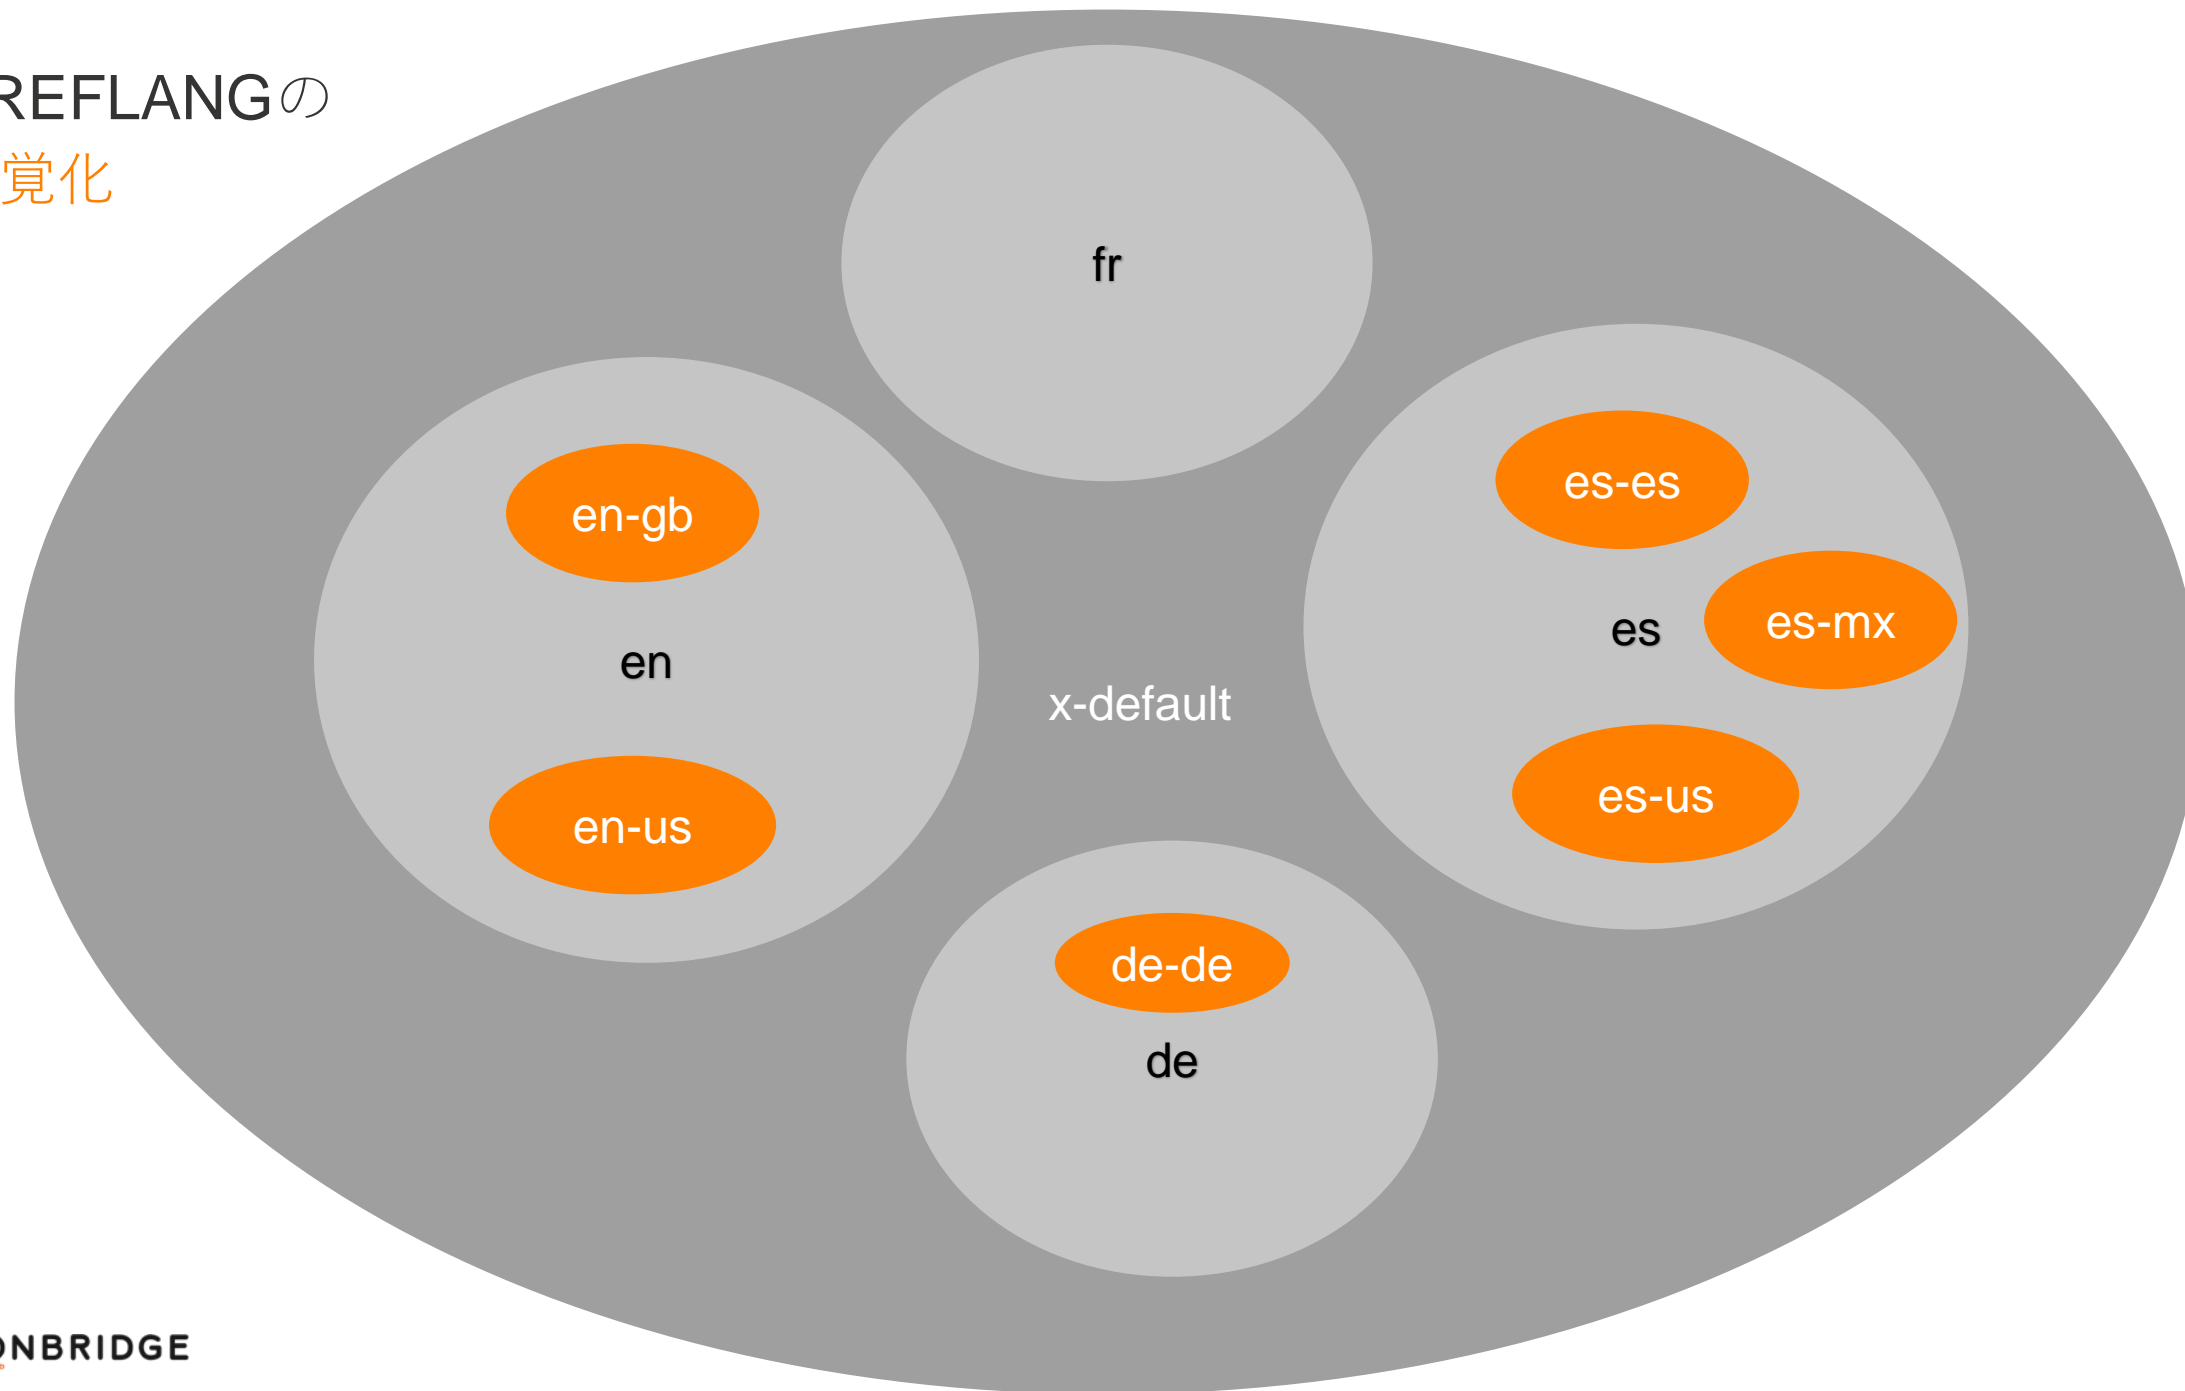 REFLANGの
覚化
fr
en-gb
en
en-us
x-default
es-es
es-mx
es
es-us
de-de
de
ONBRIDGE